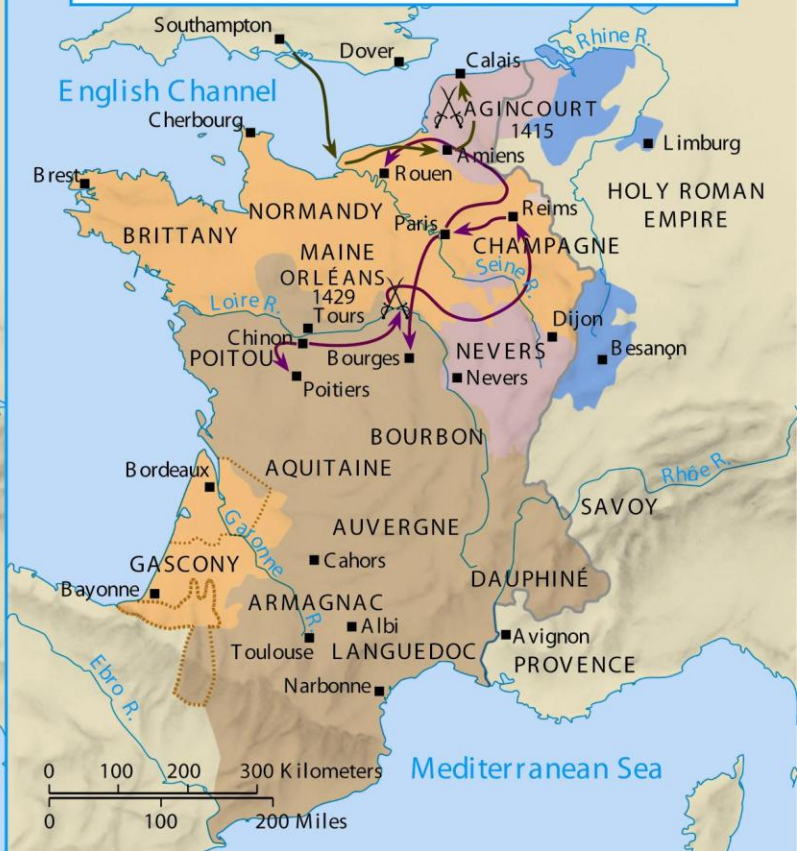 Southampton
Dover
Calais
Rhine R.
English Channel
AGINCOURT
1415
Cherbourg
Limburg
Amiens
Brest
Rouen
HOLY ROMAN
EMPIRE
NORMANDY
Reims
Paris
BRITTANY
CHAMPAGNE
MAINE
Seine R.
ORLÉANS
1429
Loire R.
Tours
Dijon
Chinon
Besançon
POITOU
Bourges
NEVERS
Nevers
Poitiers
BOURBON
Bordeaux
AQUITAINE
Rhóe R.
SAVOY
Garonne R.
AUVERGNE
GASCONY
Cahors
DAUPHINÉ
Bayonne
ARMAGNAC
Albi
Avignon
Toulouse
LANGUEDOC
PROVENCE
Ebro R.
Narbonne
0 100 200 300 Kilometers
Mediterranean Sea
0 100 200 Miles